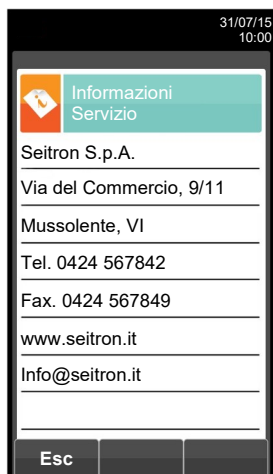 31/07/15
10:00
Informazioni
Servizio
Seitron S.p.A.
Via del Commercio, 9/11
Mussolente, VI
Tel. 0424 567842
Fax. 0424 567849
www.seitron.it
Info@seitron.it
Esc